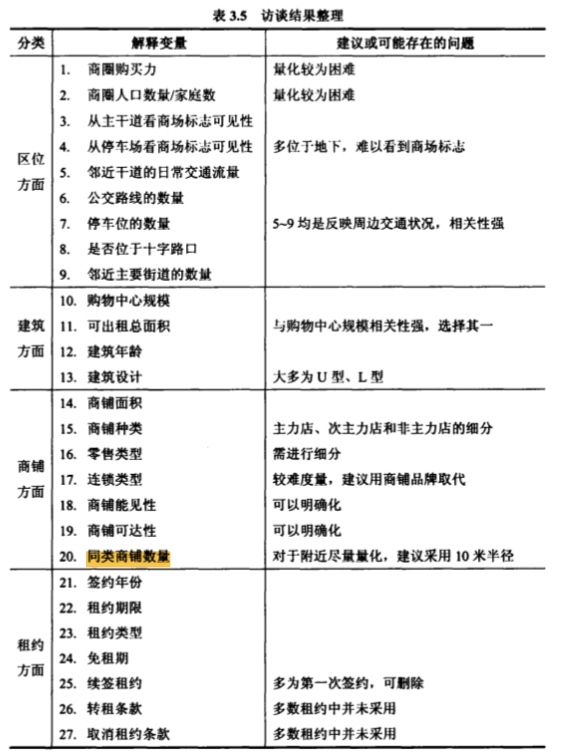 表 3.5 访谈结果整理
分类 解释变量 建议或可能存在的问题
区位方面
1. 商圈购买力 量化较为困难
2. 商圈人口数量/家庭数 量化较为困难
3. 从主干道看商场标志可见性
4. 从停车场看商场标志可见性 多位于地下，难以看到商场标志
5. 邻近干道的日常交通流量
6. 公交路线的数量
7. 停车位的数量 5~9 均是反映周边交通状况，相关性强
8. 是否位于十字路口
9. 邻近主要街道的数量
建筑方面
10. 购物中心规模
11. 可出租总面积 与购物中心规模相关性强，选择其一
12. 建筑年龄
13. 建筑设计 大多为 U 型、L 型
商铺方面
14. 商铺面积
15. 商铺种类 主力店、次主力店和非主力店的细分
16. 零售类型 需进行细分
17. 连锁类型 较难度量，建议用商铺品牌取代
18. 商铺能见性 可以明确化
19. 商铺可达性 可以明确化
20. 同类商铺数量 对于附近尽量量化，建议采用 10 米半径
租约方面
21. 签约年份
22. 租约期限
23. 租约类型
24. 免租期
25. 续签租约 多为第一次签约，可删除
26. 转租条款 多数租约中并未采用
27. 取消租约条款 多数租约中并未采用